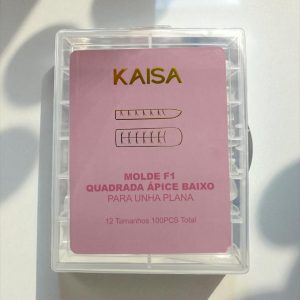 KAISA
MOLDE F1
QUADRADA ÁPICE BAIXO
PARA UNHA PLANA
12 Tamanhos 100PCS Total